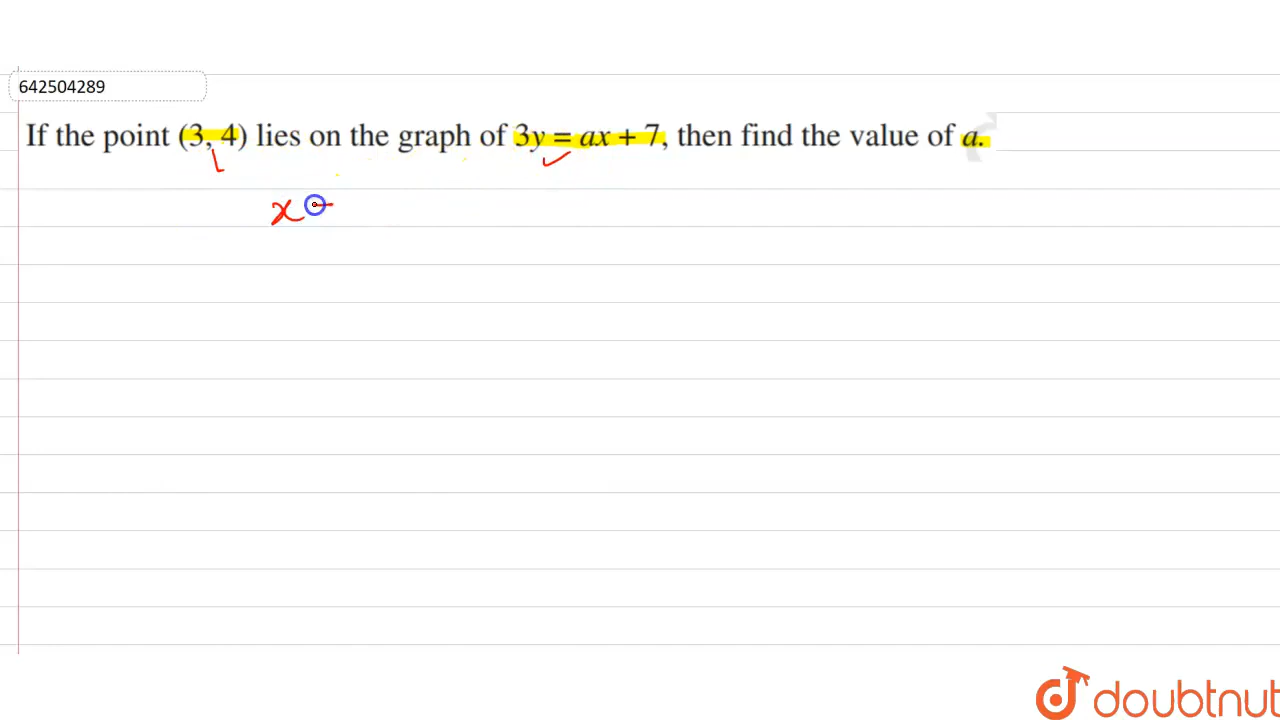 642504289
If the point (3, 4) lies on the graph of 3y = ax + 7, then find the value of a.
x
doubtnut